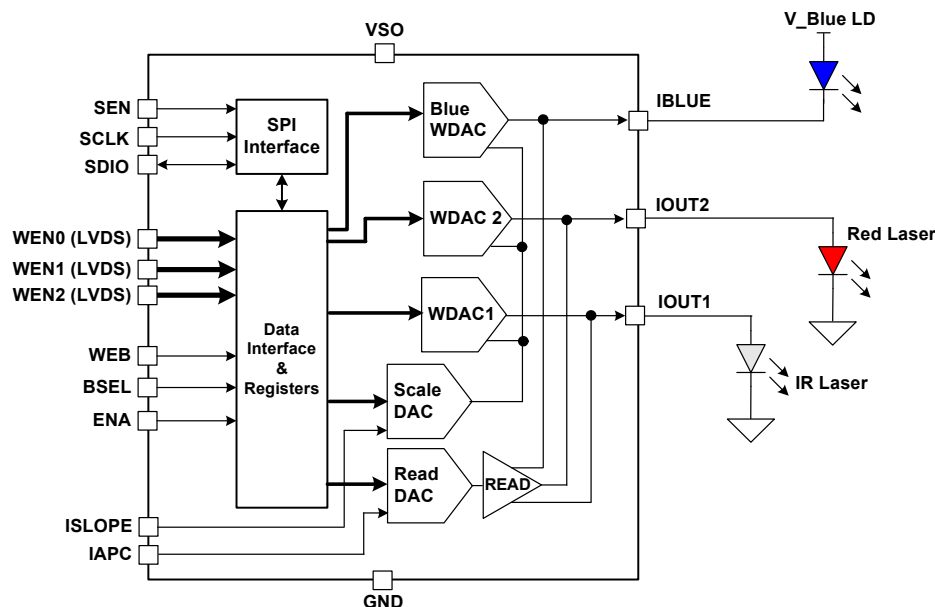 VSO
V_Blue LD
SEN
SCLK
SDIO
SPI
Interface
Blue
WDAC
IBLUE
WEN0 (LVDS)
WEN1 (LVDS)
WEN2 (LVDS)
WDAC 2
IOUT2
Red Laser
WEB
BSEL
ENA
Data
Interface
&
Registers
WDAC1
IOUT1
IR Laser
Scale
DAC
Read
DAC
READ
ISLOPE
IAPC
GND